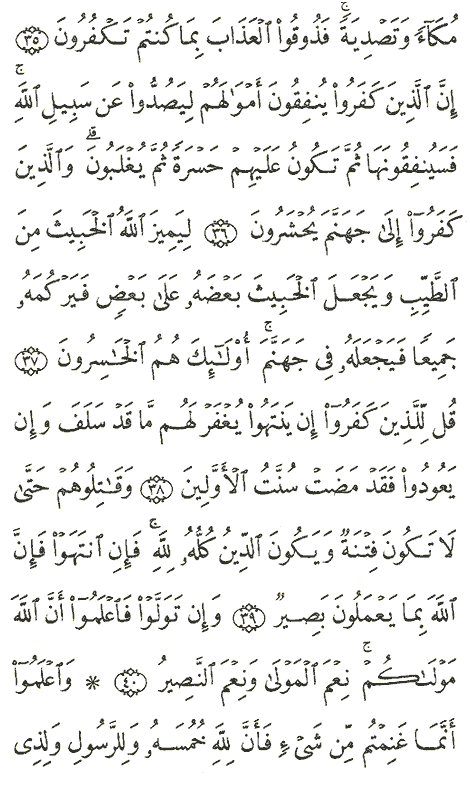 مُكَآءً وَتَصۡدِيَةٗۚ فَذُوقُواْ ٱلۡعَذَابَ بِمَا كُنتُمۡ تَكۡفُرُونَ ٣٥
إِنَّ ٱلَّذِينَ كَفَرُواْ يُنفِقُونَ أَمۡوَٰلَهُمۡ لِيَصُدُّواْ عَن سَبِيلِ ٱللَّهِۚ
فَسَيُنفِقُونَهَا ثُمَّ تَكُونُ عَلَيۡهِمۡ حَسۡرَةٗ ثُمَّ يُغۡلَبُونَۗ وَٱلَّذِينَ
كَفَرُوٓاْ إِلَىٰ جَهَنَّمَ يُحۡشَرُونَ ٣٦ لِيَمِيزَ ٱللَّهُ ٱلۡخَبِيثَ مِنَ
ٱلطَّيِّبِ وَيَجۡعَلَ ٱلۡخَبِيثَ بَعۡضَهُۥ عَلَىٰ بَعۡضٖ فَيَرۡكُمَهُۥ
جَمِيعٗا فَيَجۡعَلَهُۥ فِي جَهَنَّمَۚ أُوْلَٰٓئِكَ هُمُ ٱلۡخَٰسِرُونَ ٣٧
قُل لِّلَّذِينَ كَفَرُوٓاْ إِن يَنتَهُواْ يُغۡفَرۡ لَهُم مَّا قَدۡ سَلَفَ وَإِن
يَعُودُواْ فَقَدۡ مَضَتۡ سُنَّتُ ٱلۡأَوَّلِينَ ٣٨ وَقَٰتِلُوهُمۡ حَتَّىٰ
لَا تَكُونَ فِتۡنَةٞ وَيَكُونَ ٱلدِّينُ كُلُّهُۥ لِلَّهِۚ فَإِنِ ٱنتَهَوۡاْ فَإِنَّ
ٱللَّهَ بِمَا يَعۡمَلُونَ بَصِيرٞ ٣٩ وَإِن تَوَلَّوۡاْ فَٱعۡلَمُوٓاْ أَنَّ ٱللَّهَ
مَوۡلَىٰكُمۡۚ نِعۡمَ ٱلۡمَوۡلَىٰ وَنِعۡمَ ٱلنَّصِيرُ ٤٠ * وَٱعۡلَمُوٓاْ
أَنَّمَا غَنِمۡتُم مِّن شَيۡءٖ فَأَنَّ لِلَّهِ خُمُسَهُۥ وَلِلرَّسُولِ وَلِذِي